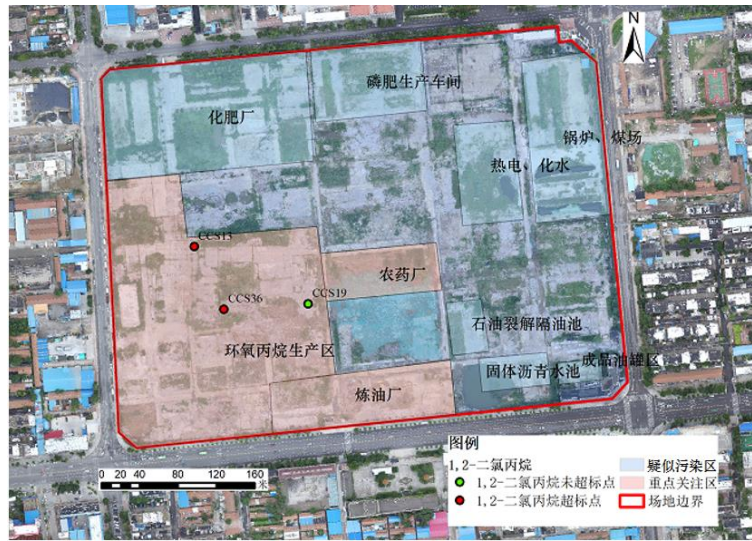 N
磷肥生产车间
化肥厂
锅炉、煤场
热电、化水
CCS13
农药厂
CCS36
CCS19
石油裂解隔油池
环氧丙烷生产区
成品油罐区
固体沥青水池
炼油厂
图例
1,2-二氯丙烷
疑似污染区
1,2-二氯丙烷未超标点
重点关注区
1,2-二氯丙烷超标点
场地边界
0 20 40 80 120 160
米